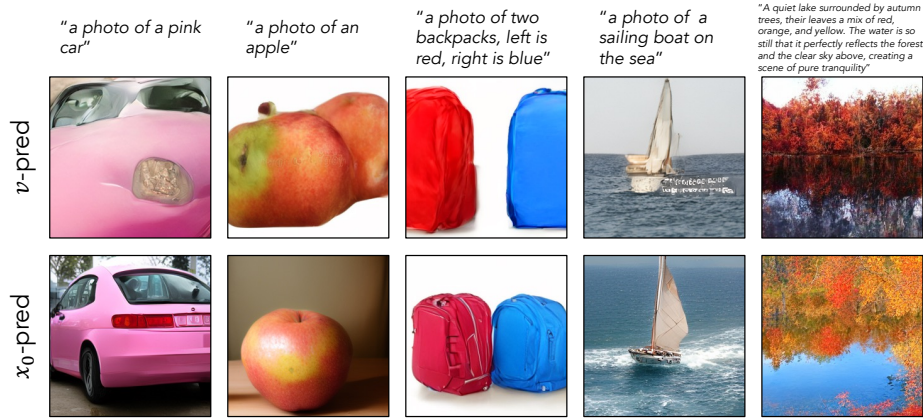 "a photo of a pink
car"
"a photo of an
apple"
"a photo of two
backpacks, left is
red, right is blue"
"a photo of a
sailing boat on
the sea"
"A quiet lake surrounded by autumn
trees, their leaves a mix of red,
orange, and yellow. The water is so
still that it perfectly reflects the forest
and the clear sky above, creating a
scene of pure tranquility"
v-pred
x₀-pred